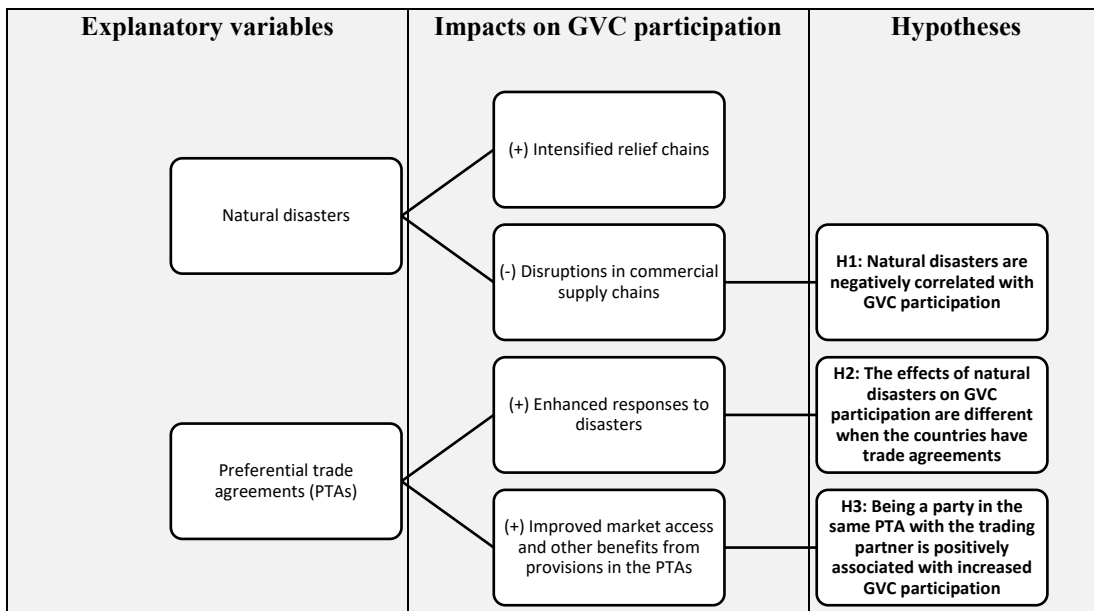 Explanatory variables
Impacts on GVC participation
Hypotheses
(+) Intensified relief chains
Natural disasters
(-) Disruptions in commercial
supply chains
H1: Natural disasters are
negatively correlated with
GVC participation
(+) Enhanced responses to
disasters
H2: The effects of natural
disasters on GVC
participation are different
when the countries have
trade agreements
Preferential trade
agreements (PTAs)
(+) Improved market access
and other benefits from
provisions in the PTAs
H3: Being a party in the
same PTA with the trading
partner is positively
associated with increased
GVC participation